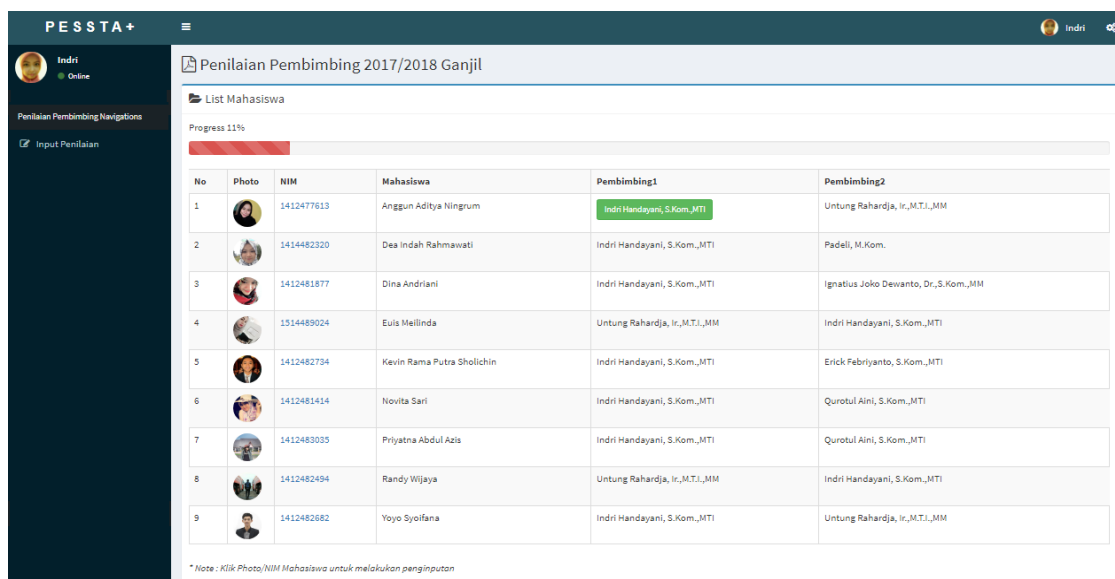 PESSTA+
Indri
Indri
Online
Penilaian Pembimbing Navigations
Input Penilaian
Penilaian Pembimbing 2017/2018 Ganjil
List Mahasiswa
Progress 11%
No Photo NIM Mahasiswa Pembimbing1 Pembimbing2
1 1412477613 Anggun Aditya Ningrum Indri Handayani, S.Kom.,MTI Untung Rahardja, Ir.,M.T.I.,MM
2 1414482320 Dea Indah Rahmawati Indri Handayani, S.Kom.,MTI Padeli, M.Kom.
3 1412481877 Dina Andriani Indri Handayani, S.Kom.,MTI Ignatius Joko Dewanto, Dr.,S.Kom.,MM
4 1514489024 Euis Meilinda Untung Rahardja, Ir.,M.T.I.,MM Indri Handayani, S.Kom.,MTI
5 1412482734 Kevin Rama Putra Sholichin Indri Handayani, S.Kom.,MTI Erick Febriyanto, S.Kom.,MTI
6 1412481414 Novita Sari Indri Handayani, S.Kom.,MTI Qurotul Aini, S.Kom.,MTI
7 1412483035 Priyatna Abdul Azis Indri Handayani, S.Kom.,MTI Qurotul Aini, S.Kom.,MTI
8 1412482494 Randy Wijaya Untung Rahardja, Ir.,M.T.I.,MM Indri Handayani, S.Kom.,MTI
9 1412482682 Yoyo Syoifana Indri Handayani, S.Kom.,MTI Untung Rahardja, Ir.,M.T.I.,MM
* Note : Klik Photo/NIM Mahasiswa untuk melakukan penginputan